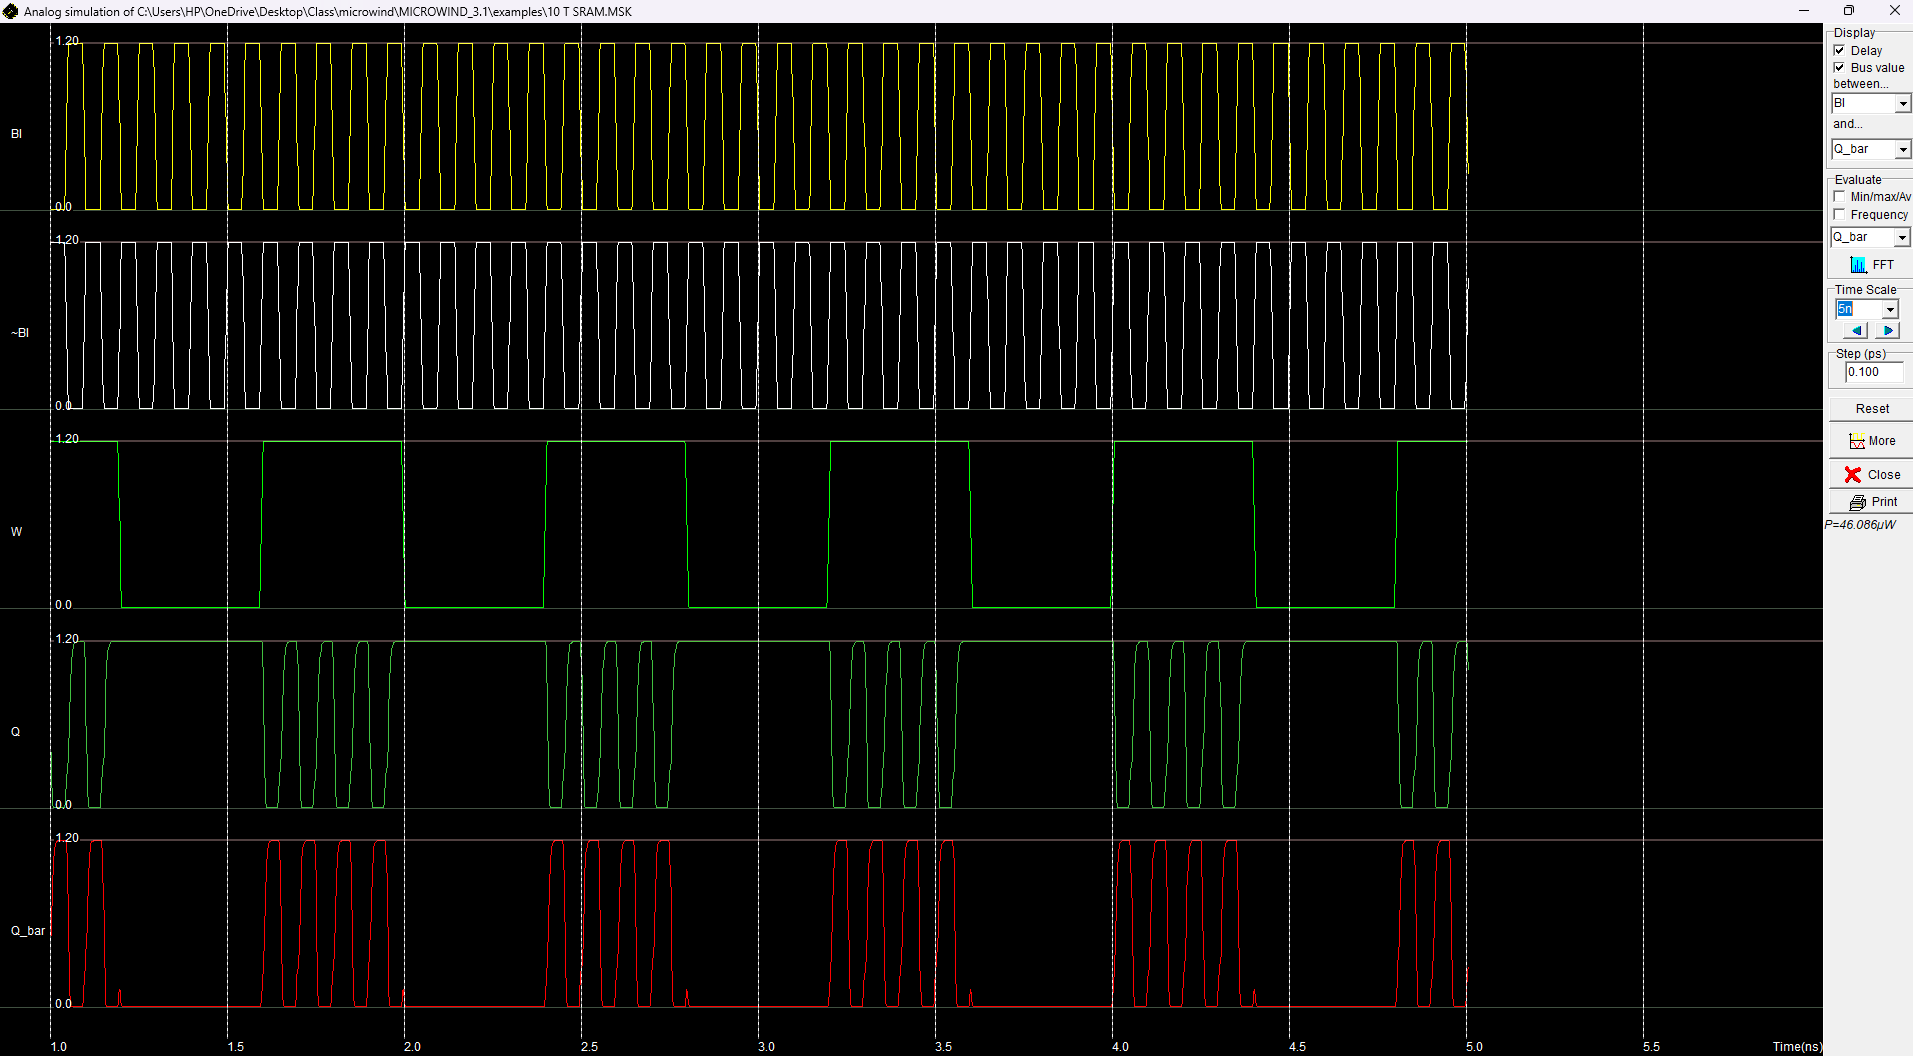 Analog simulation of C:\Users\HP\OneDrive\Desktop\Class\microwind\MICROWIND_3.1\examples\10 T SRAM.MSK
Display
Delay
Bus value
between...
Bl
and...
Q_bar
Evaluate
Min/max/Av
Frequency
Q_bar
FFT
Time Scale
5n
Step (ps)
0.100
Reset
More
Close
Print
P=46.086µW
1.20
Bl
0.0
1.20
~Bl
0.0
1.20
W
0.0
1.20
Q
0.0
1.20
Q_bar
0.0
1.0 1.5 2.0 2.5 3.0 3.5 4.0 4.5 5.0 5.5 Time(ns)